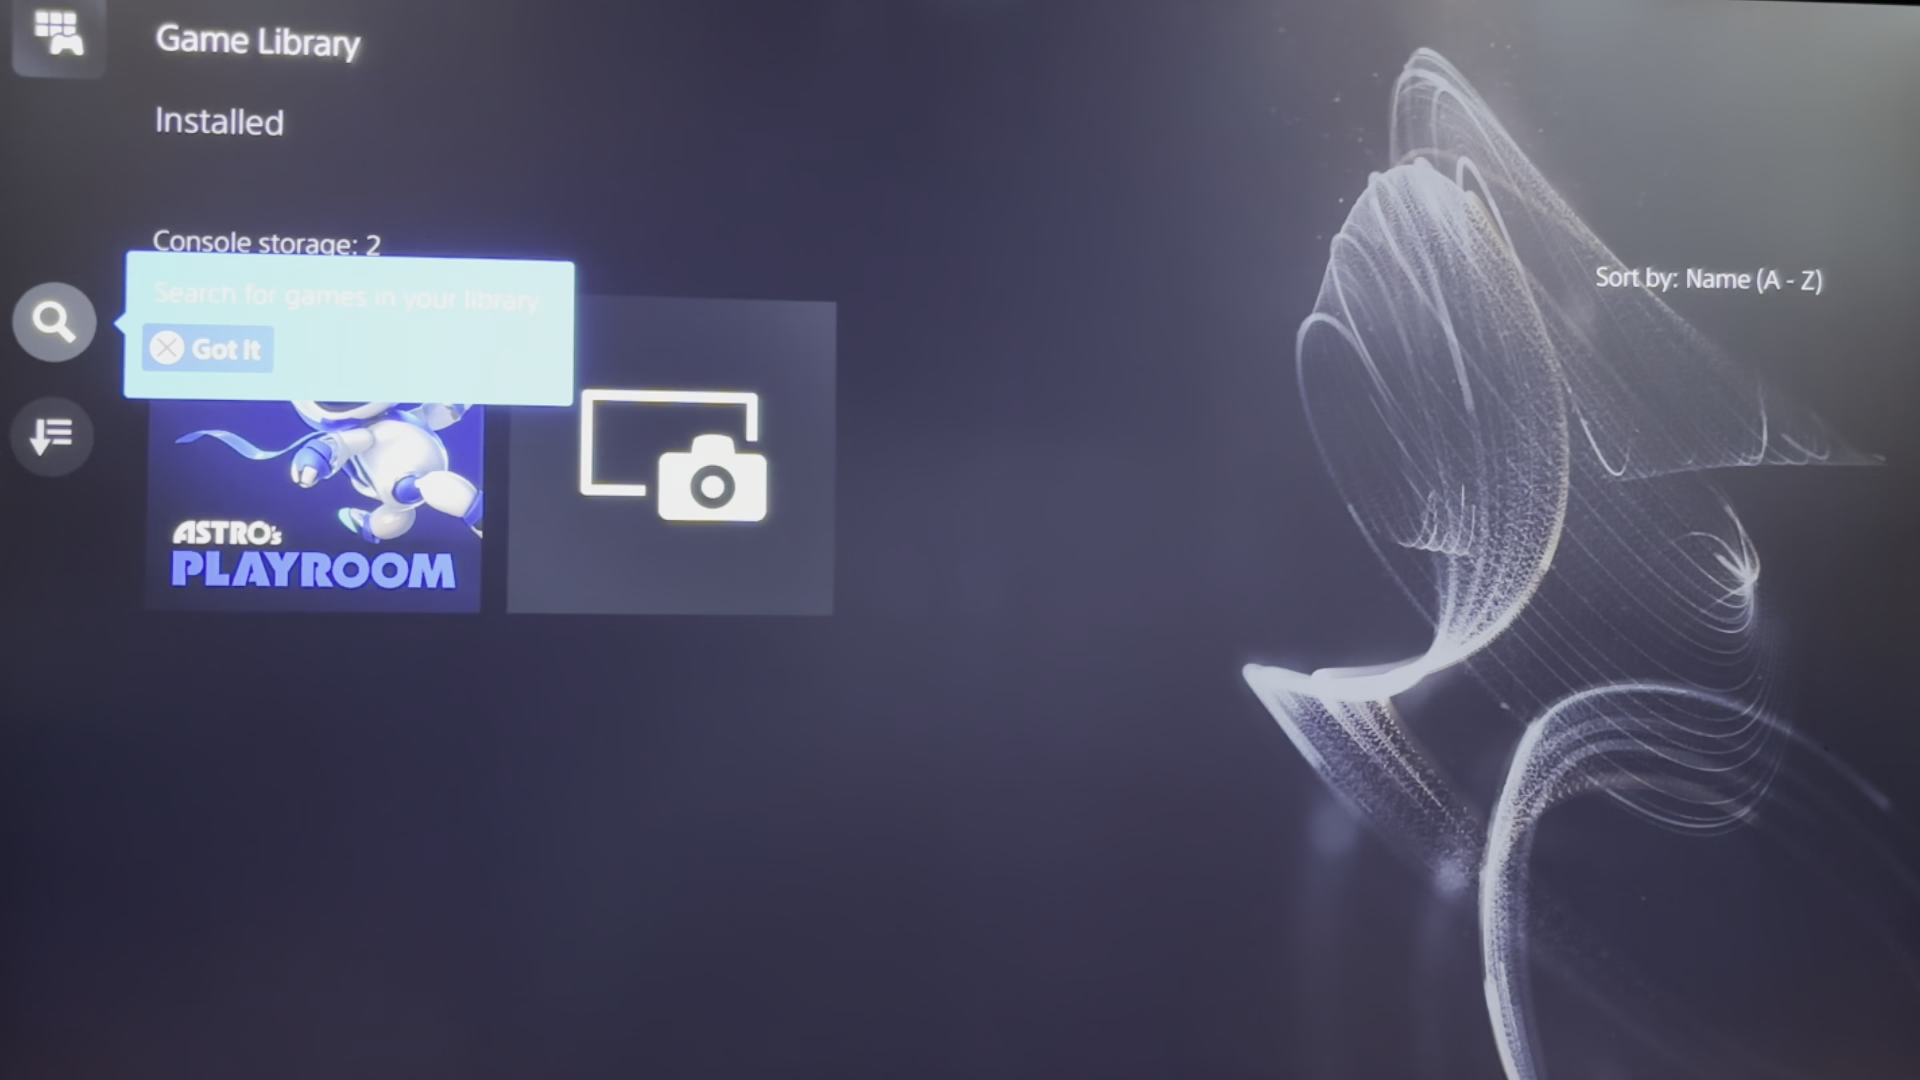 Game Library
Installed
Console storage: 2
Sort by: Name (A - Z)
Search for games in your library
Got It
ASTRO's
PLAYROOM